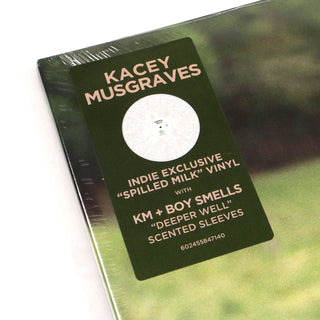 KACEY
MUSGRAVES
INDIE EXCLUSIVE
"SPILLED MILK" VINYL
WITH
KM + BOY SMELLS
"DEEPER WELL"
SCENTED SLEEVES
602455847140